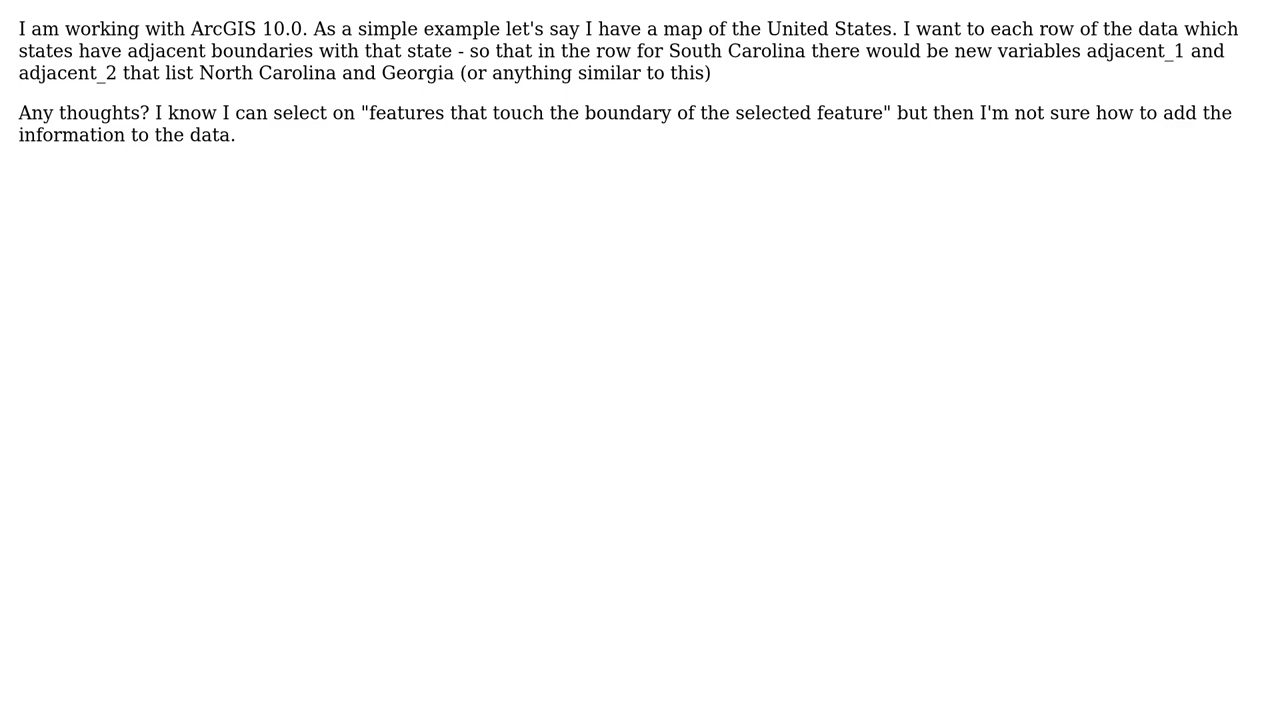 I am working with ArcGIS 10.0. As a simple example let's say I have a map of the United States. I want to each row of the data which
states have adjacent boundaries with that state - so that in the row for South Carolina there would be new variables adjacent_1 and
adjacent_2 that list North Carolina and Georgia (or anything similar to this)
Any thoughts? I know I can select on "features that touch the boundary of the selected feature" but then I'm not sure how to add the
information to the data.